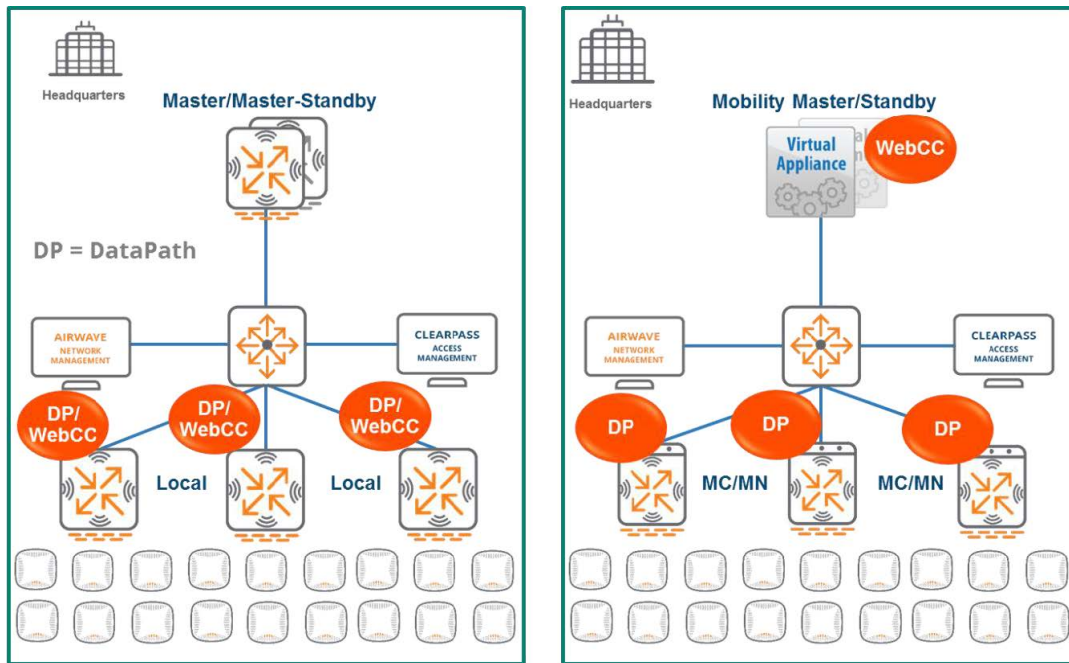 Headquarters
Master/Master-Standby
DP = DataPath
AIRWAVE
NETWORK
MANAGEMENT
CLEARPASS
ACCESS
MANAGEMENT
DP/
WebCC
DP/
WebCC
DP/
WebCC
Local
Local
Headquarters
Mobility Master/Standby
Virtual
Appliance
WebCC
AIRWAVE
NETWORK
MANAGEMENT
CLEARPASS
ACCESS
MANAGEMENT
DP
DP
DP
MC/MN
MC/MN